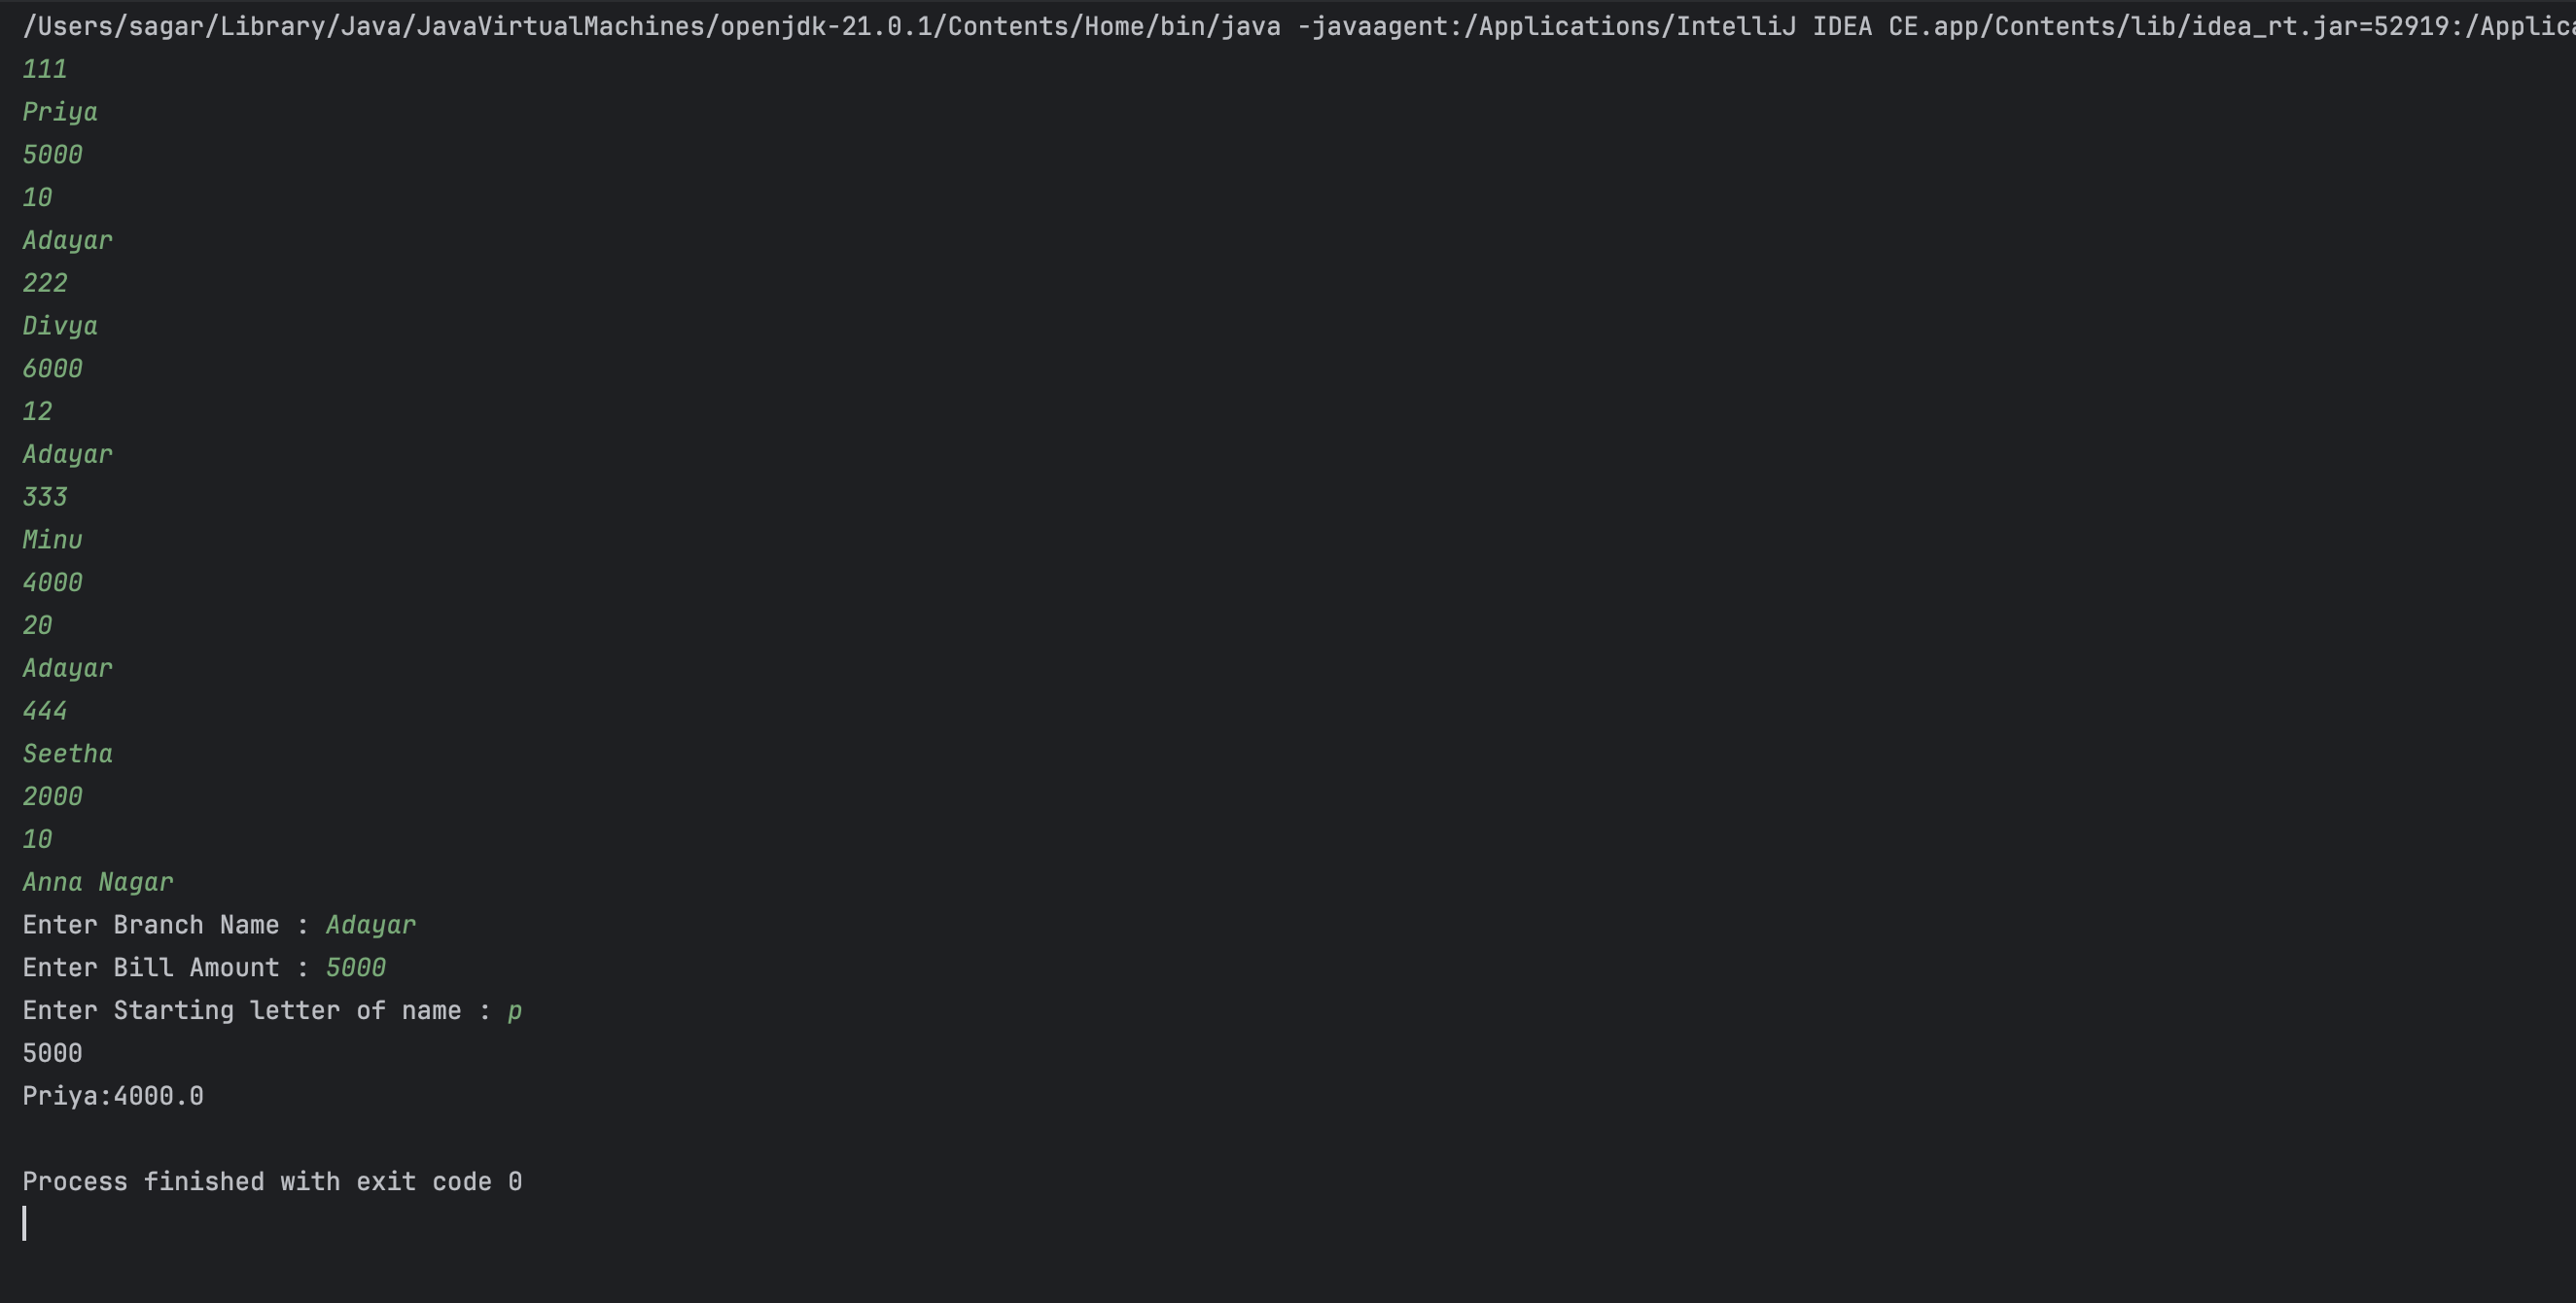 /Users/sagar/Library/Java/JavaVirtualMachines/openjdk-21.0.1/Contents/Home/bin/java -javaagent:/Applications/IntelliJ IDEA CE.app/Contents/lib/idea_rt.jar=52919:/Applica
111
Priya
5000
10
Adayar
222
Divya
6000
12
Adayar
333
Minu
4000
20
Adayar
444
Seetha
2000
10
Anna Nagar
Enter Branch Name : Adayar
Enter Bill Amount : 5000
Enter Starting letter of name : p
5000
Priya:4000.0
Process finished with exit code 0